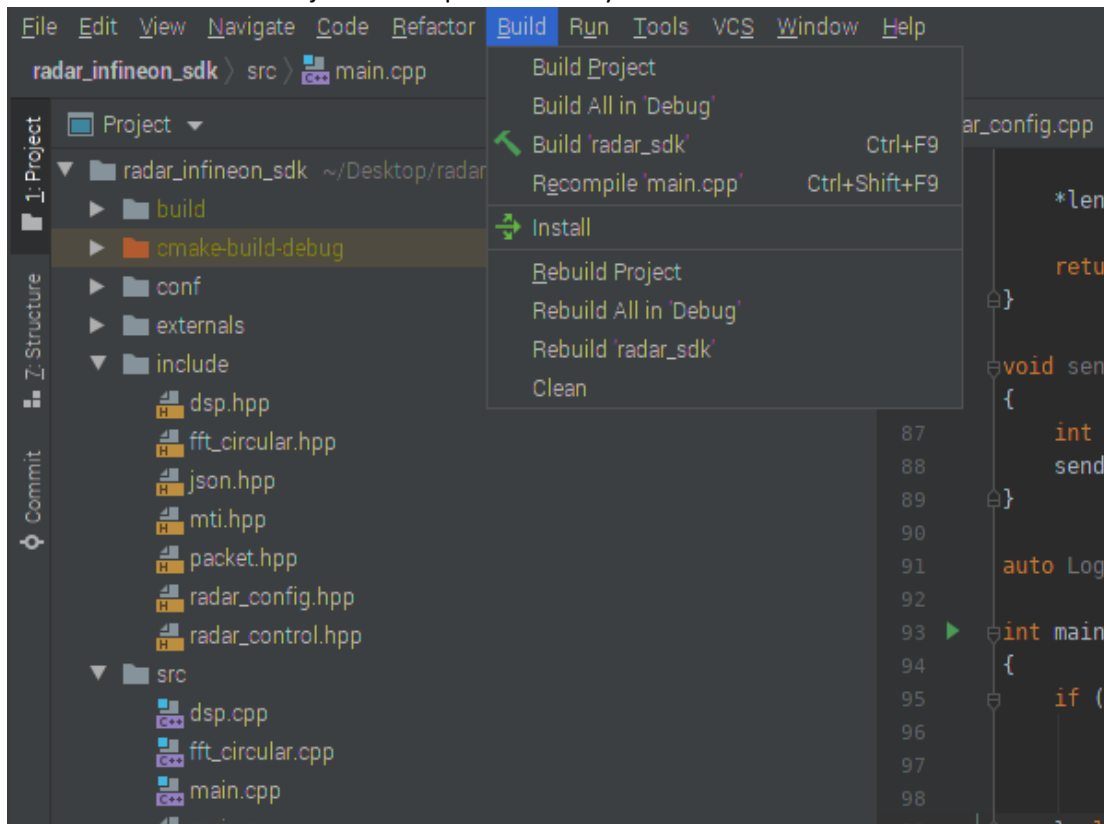 File Edit View Navigate Code Refactor Build Run Tools VCS Window Help
radar_infineon_sdk src main.cpp
Build Project
Build All in 'Debug'
Build 'radar_sdk' Ctrl+F9
Recompile 'main.cpp' Ctrl+Shift+F9
Install
Rebuild Project
Rebuild All in 'Debug'
Rebuild 'radar_sdk'
Clean
1: Project
7: Structure
Commit
Project
radar_infineon_sdk ~/Desktop/radar
build
cmake-build-debug
conf
externals
include
dsp.hpp
fft_circular.hpp
json.hpp
mti.hpp
packet.hpp
radar_config.hpp
radar_control.hpp
src
dsp.cpp
fft_circular.cpp
main.cpp
ar_config.cpp
*len
retu
}
void sen
{
87 int
88 send
89 }
90
91 auto Log
92
93 int main
94 {
95 if (
96
97
98